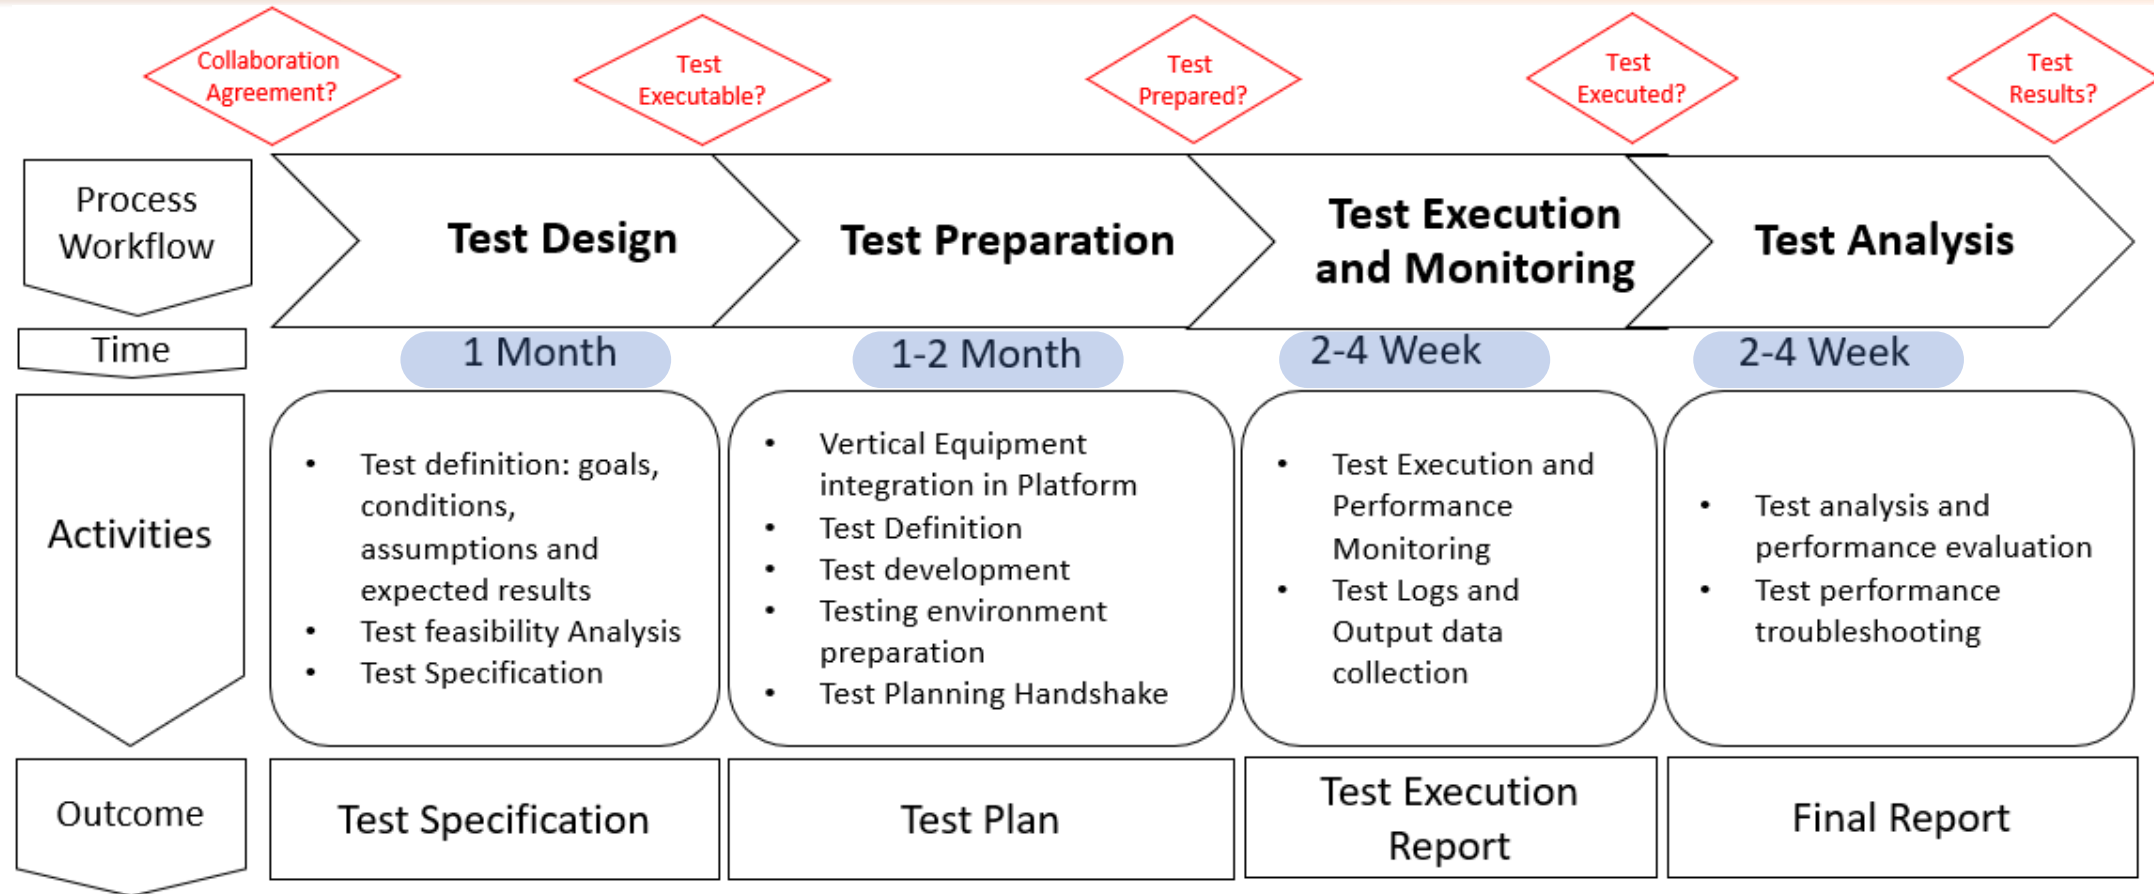 Collaboration
Agreement?
Test
Executable?
Test
Prepared?
Test
Executed?
Test
Results?
Process
Workflow
Test Design
Test Preparation
Test Execution
and Monitoring
Test Analysis
Time
1 Month
1-2 Month
2-4 Week
2-4 Week
Activities
• Test definition: goals,
conditions,
assumptions and
expected results
• Test feasibility Analysis
• Test Specification
• Vertical Equipment
integration in Platform
• Test Definition
• Test development
• Testing environment
preparation
• Test Planning Handshake
• Test Execution and
Performance
Monitoring
• Test Logs and
Output data
collection
• Test analysis and
performance evaluation
• Test performance
troubleshooting
Outcome
Test Specification
Test Plan
Test Execution
Report
Final Report